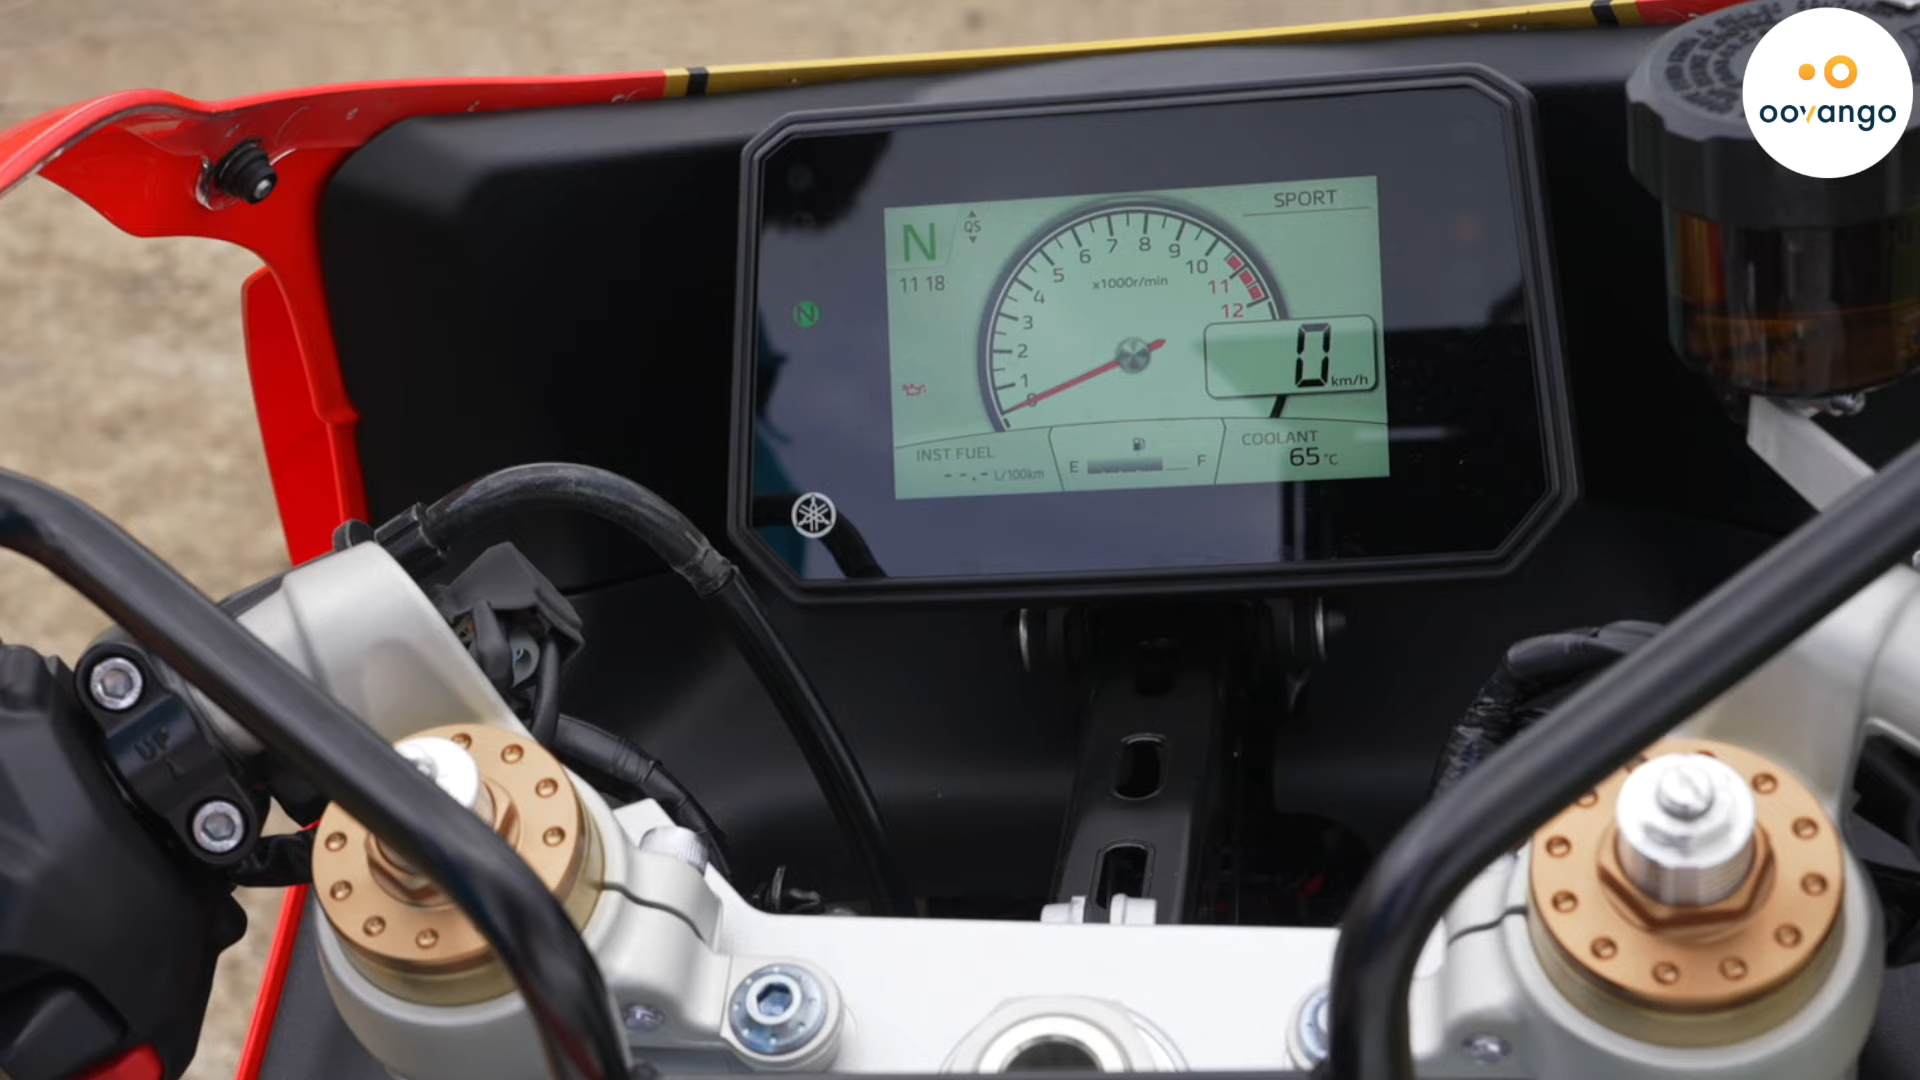 oovango
SPORT
N
QS
11 18
N
0
1
2
3
4
5
6
7
8
9
10
11
12
x1000r/min
0 km/h
INST FUEL
--.- L/100km
E F
COOLANT
65 °C
UP